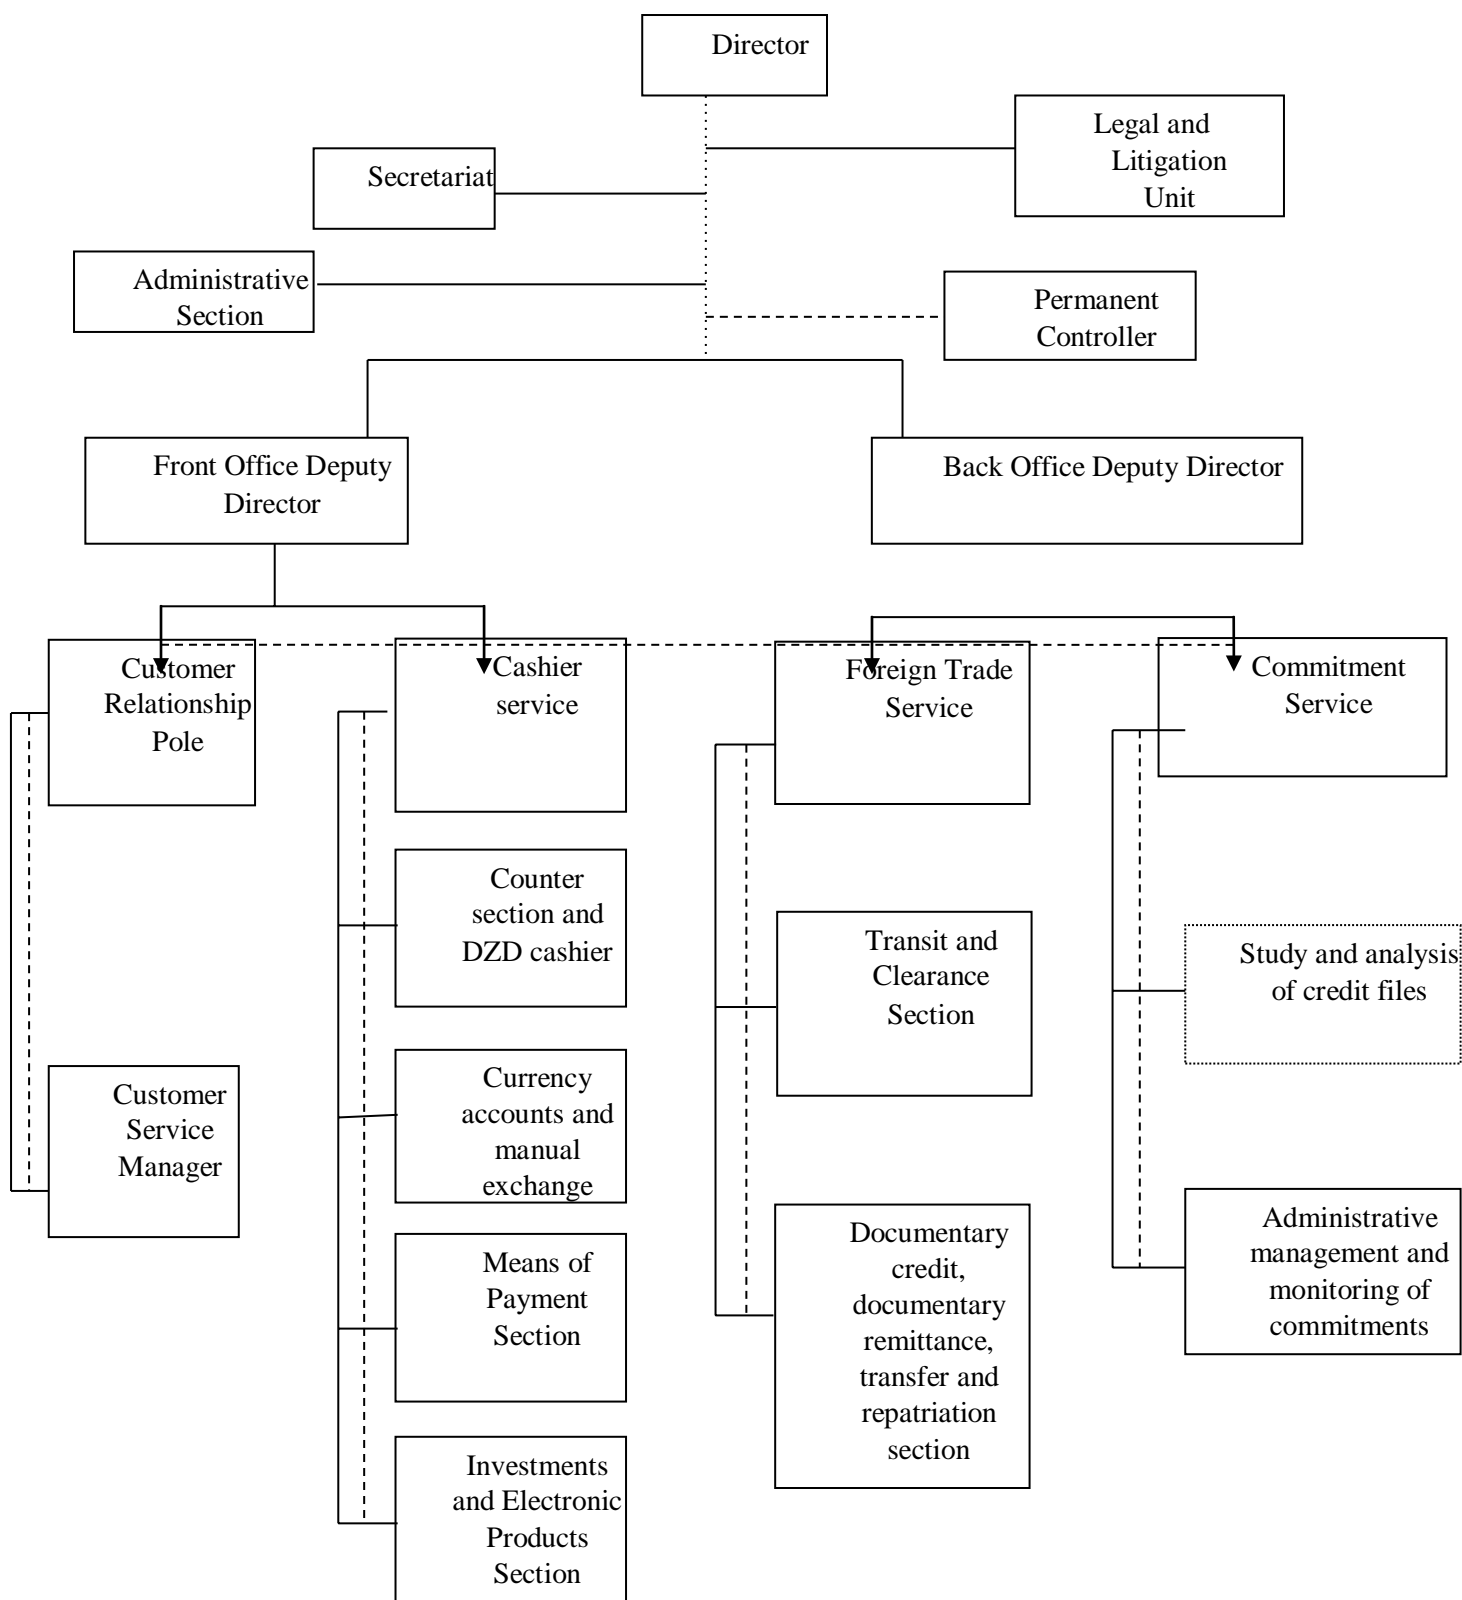 Director
Legal and
Litigation
Unit
Secretariat
Administrative
Section
Permanent
Controller
Front Office Deputy
Director
Back Office Deputy Director
Customer
Relationship
Pole
Cashier
service
Foreign Trade
Service
Commitment
Service
Counter
section and
DZD cashier
Transit and
Clearance
Section
Study and analysis
of credit files
Customer
Service
Manager
Currency
accounts and
manual
exchange
Documentary
credit,
documentary
remittance,
transfer and
repatriation
section
Administrative
management and
monitoring of
commitments
Means of
Payment
Section
Investments
and Electronic
Products
Section